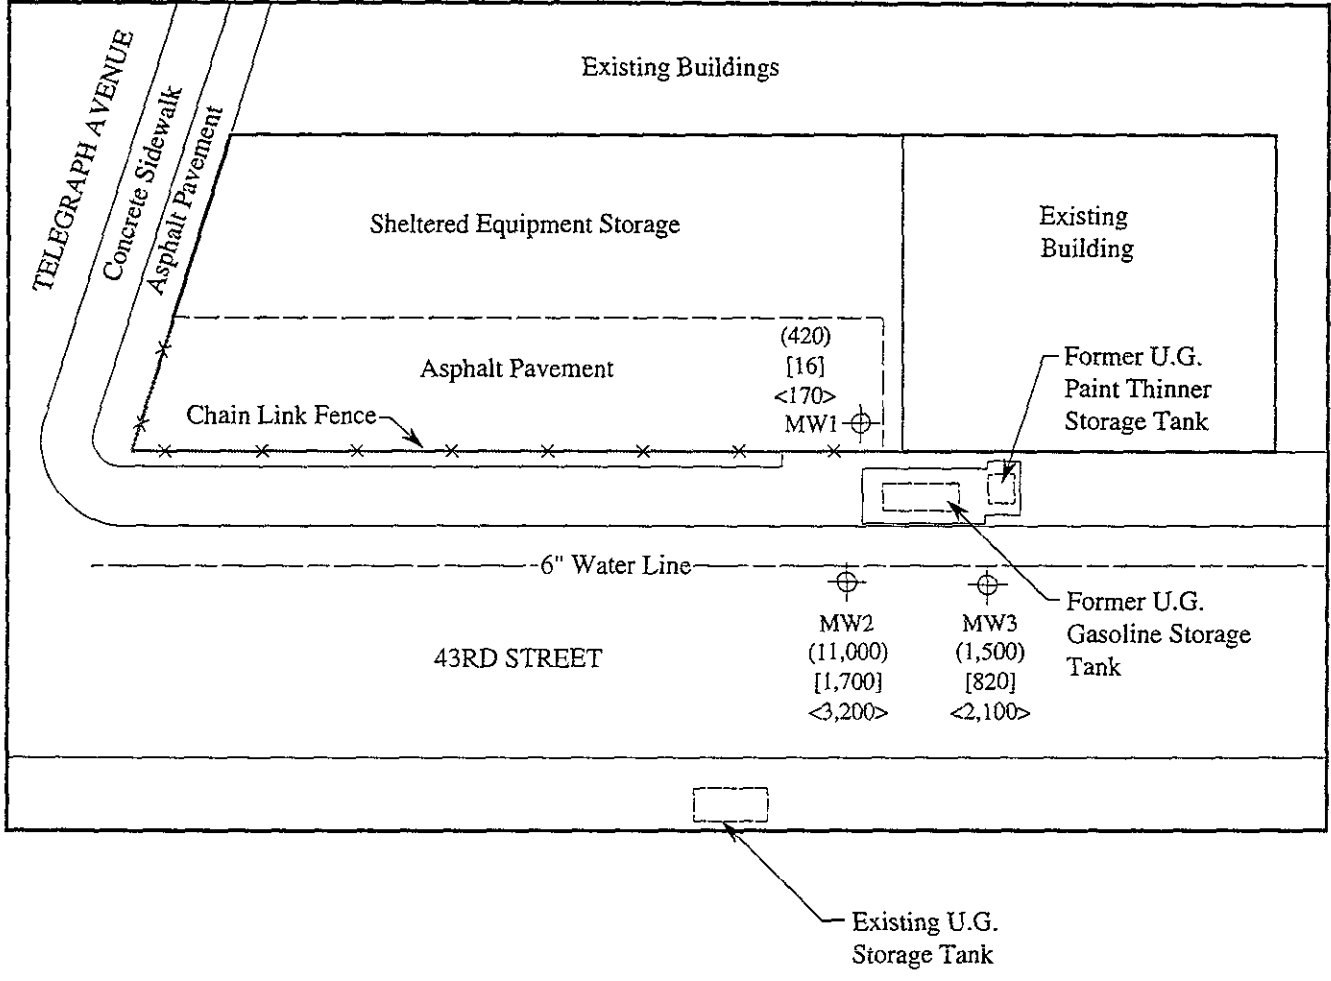 Existing Buildings
TELEGRAPH AVENUE
Concrete Sidewalk
Asphalt Pavement
Sheltered Equipment Storage
Existing
Building
(420)
[16]
<170>
MW1
Asphalt Pavement
Chain Link Fence
Former U.G.
Paint Thinner
Storage Tank
6" Water Line
MW2
(11,000)
[1,700]
<3,200>
MW3
(1,500)
[820]
<2,100>
Former U.G.
Gasoline Storage
Tank
43RD STREET
Existing U.G.
Storage Tank